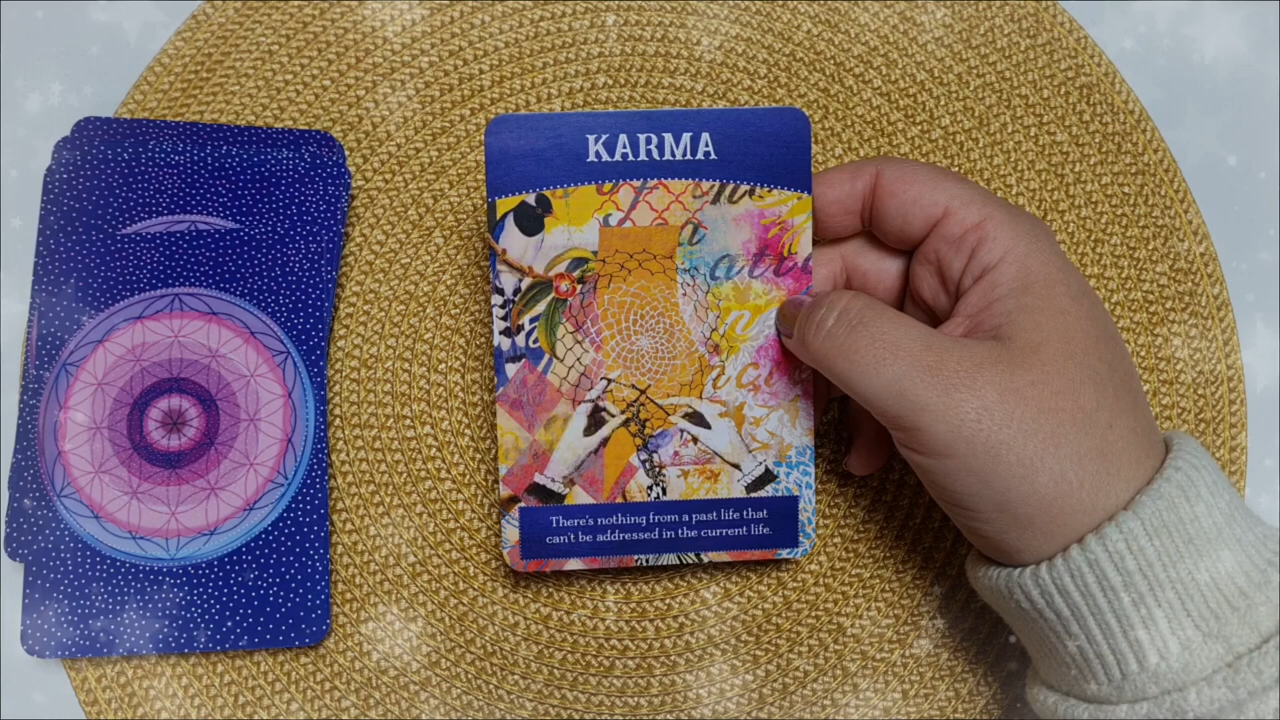 KARMA
There's nothing from a past life that
can't be addressed in the current life.